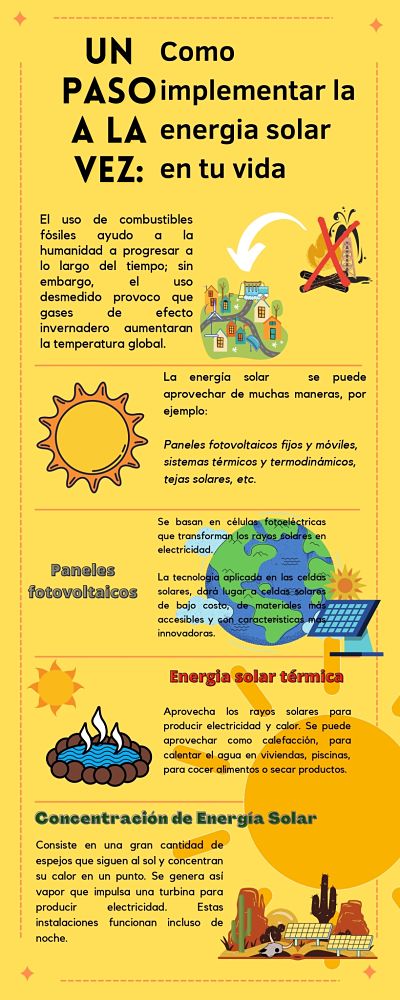 UN
PASO
A LA
VEZ:
Como
implementar la
energia solar
en tu vida
El uso de combustibles
fósiles ayudo a la
humanidad a progresar a
lo largo del tiempo; sin
embargo, el uso
desmedido provoco que
gases de efecto
invernadero aumentaran
la temperatura global.
La energía solar se puede
aprovechar de muchas maneras, por
ejemplo:
Paneles fotovoltaicos fijos y móviles,
sistemas térmicos y termodinámicos,
tejas solares, etc.
Paneles
fotovoltaicos
Se basan en células fotoeléctricas
que transforman los rayos solares en
electricidad.
La tecnología aplicada en las celdas
solares, dará lugar a celdas solares
de bajo costo, de materiales más
accesibles y con características más
innovadoras.
Energia solar térmica
Aprovecha los rayos solares para
producir electricidad y calor. Se puede
aprovechar como calefacción, para
calentar el agua en viviendas, piscinas,
para cocer alimentos o secar productos.
Concentración de Energía Solar
Consiste en una gran cantidad de
espejos que siguen al sol y concentran
su calor en un punto. Se genera así
vapor que impulsa una turbina para
producir electricidad. Estas
instalaciones funcionan incluso de
noche.